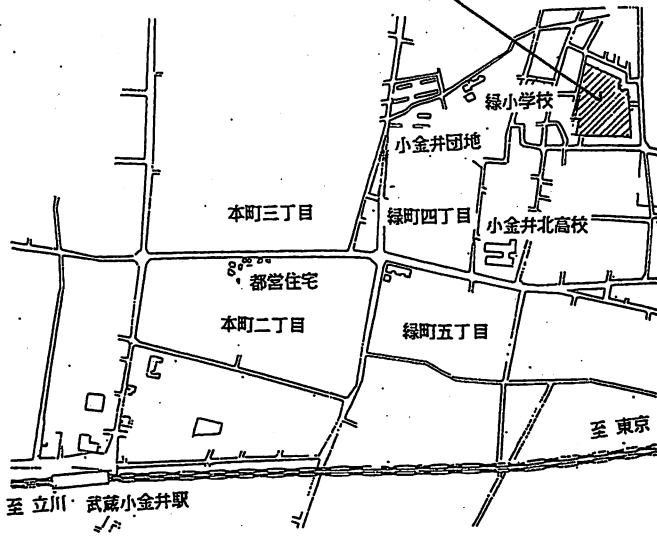 緑小学校
小金井団地
本町三丁目
緑町四丁目
小金井北高校
都営住宅
本町二丁目
緑町五丁目
至 東京
至 立川
武蔵小金井駅